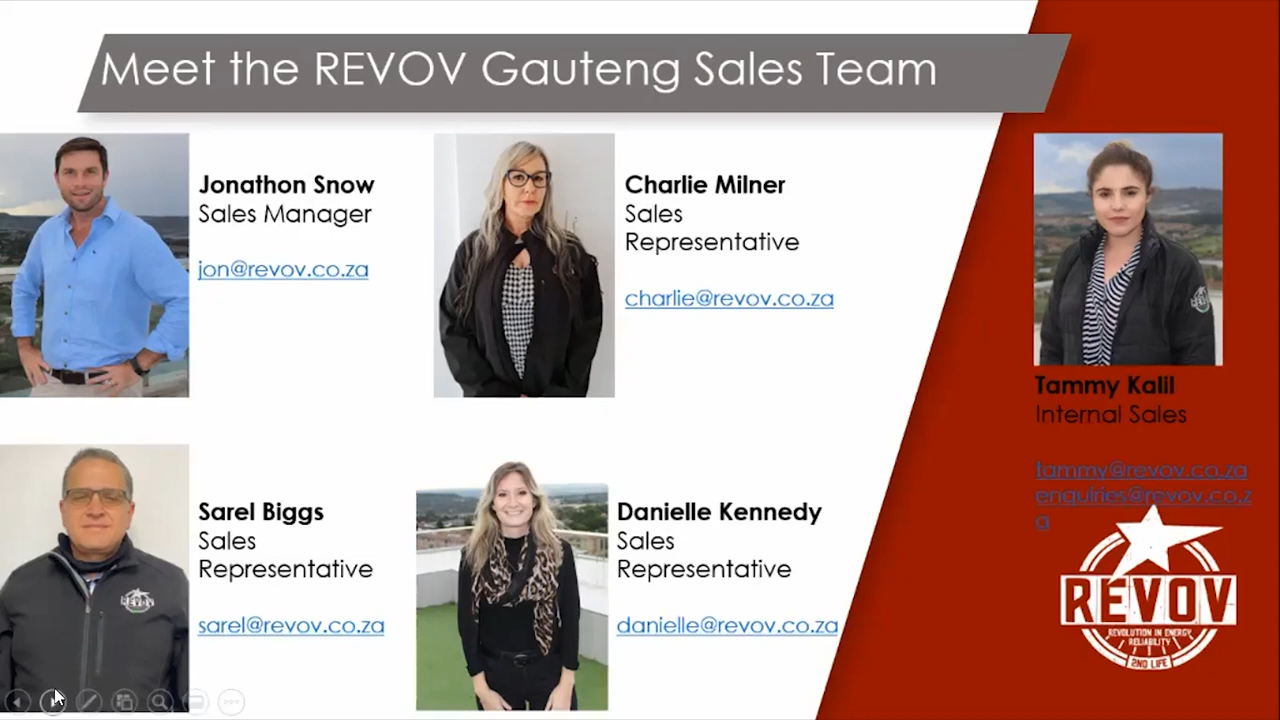 Meet the REVOV Gauteng Sales Team
Jonathon Snow
Sales Manager
jon@revov.co.za
Charlie Milner
Sales
Representative
charlie@revov.co.za
Tammy Kalil
Internal Sales
tammy@revov.co.za
enquiries@revov.co.z
a
Sarel Biggs
Sales
Representative
sarel@revov.co.za
Danielle Kennedy
Sales
Representative
danielle@revov.co.za
REVOV
REVOLUTION IN ENERGY
RELIABILITY
2ND LIFE